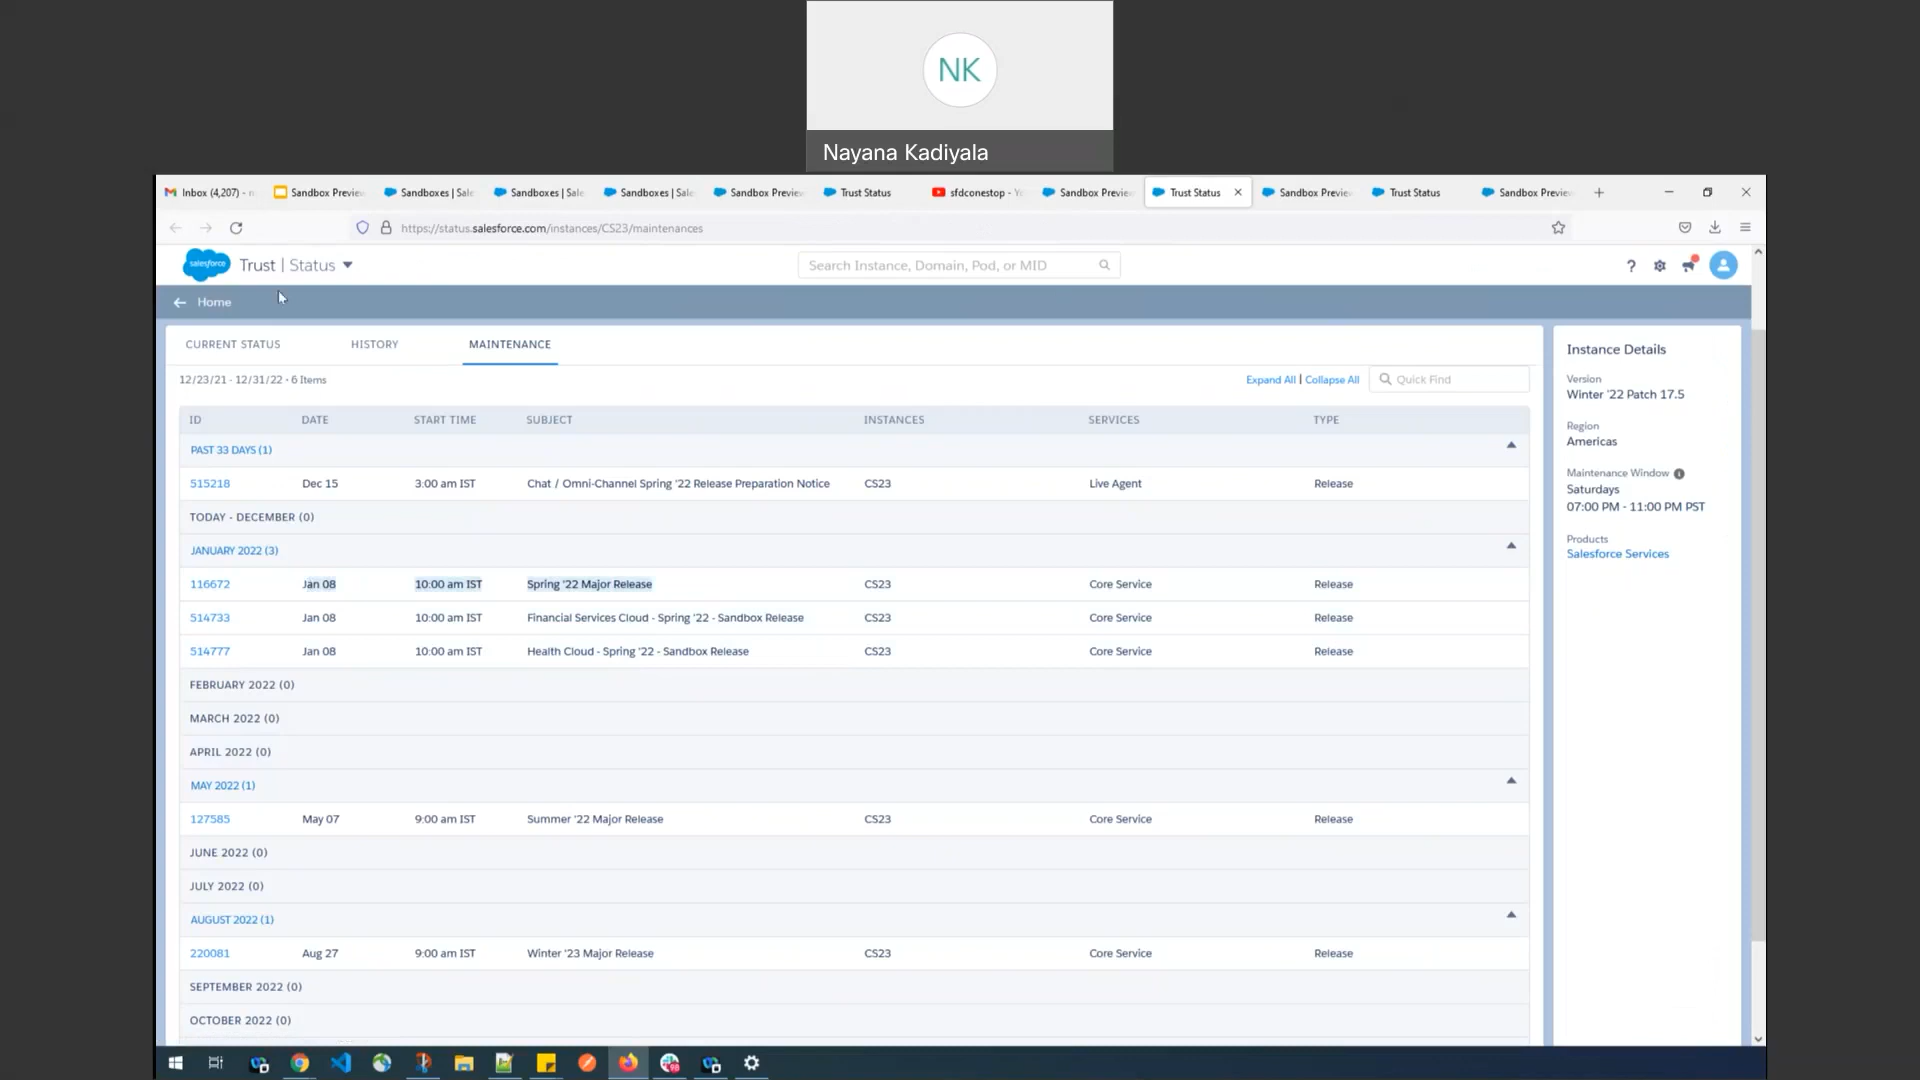 NK
Nayana Kadiyala
Inbox (4,207) - n
Sandbox Previe
Sandboxes | Sale
Sandboxes | Sale
Sandboxes | Sale
Sandbox Previe
Trust Status
sfdconestop - Yo
Sandbox Previe
Trust Status
Sandbox Previe
Trust Status
Sandbox Previe
https://status.salesforce.com/instances/CS23/maintenances
salesforce Trust | Status
Search Instance, Domain, Pod, or MID
Home
CURRENT STATUS HISTORY MAINTENANCE
12/23/21 - 12/31/22 • 6 Items
Expand All | Collapse All
Quick Find
ID DATE START TIME SUBJECT INSTANCES SERVICES TYPE
PAST 33 DAYS (1)
515218 Dec 15 3:00 am IST Chat / Omni-Channel Spring '22 Release Preparation Notice CS23 Live Agent Release
TODAY - DECEMBER (0)
JANUARY 2022 (3)
116672 Jan 08 10:00 am IST Spring '22 Major Release CS23 Core Service Release
514733 Jan 08 10:00 am IST Financial Services Cloud - Spring '22 - Sandbox Release CS23 Core Service Release
514777 Jan 08 10:00 am IST Health Cloud - Spring '22 - Sandbox Release CS23 Core Service Release
FEBRUARY 2022 (0)
MARCH 2022 (0)
APRIL 2022 (0)
MAY 2022 (1)
127585 May 07 9:00 am IST Summer '22 Major Release CS23 Core Service Release
JUNE 2022 (0)
JULY 2022 (0)
AUGUST 2022 (1)
220081 Aug 27 9:00 am IST Winter '23 Major Release CS23 Core Service Release
SEPTEMBER 2022 (0)
OCTOBER 2022 (0)
Instance Details
Version
Winter '22 Patch 17.5
Region
Americas
Maintenance Window
Saturdays
07:00 PM - 11:00 PM PST
Products
Salesforce Services